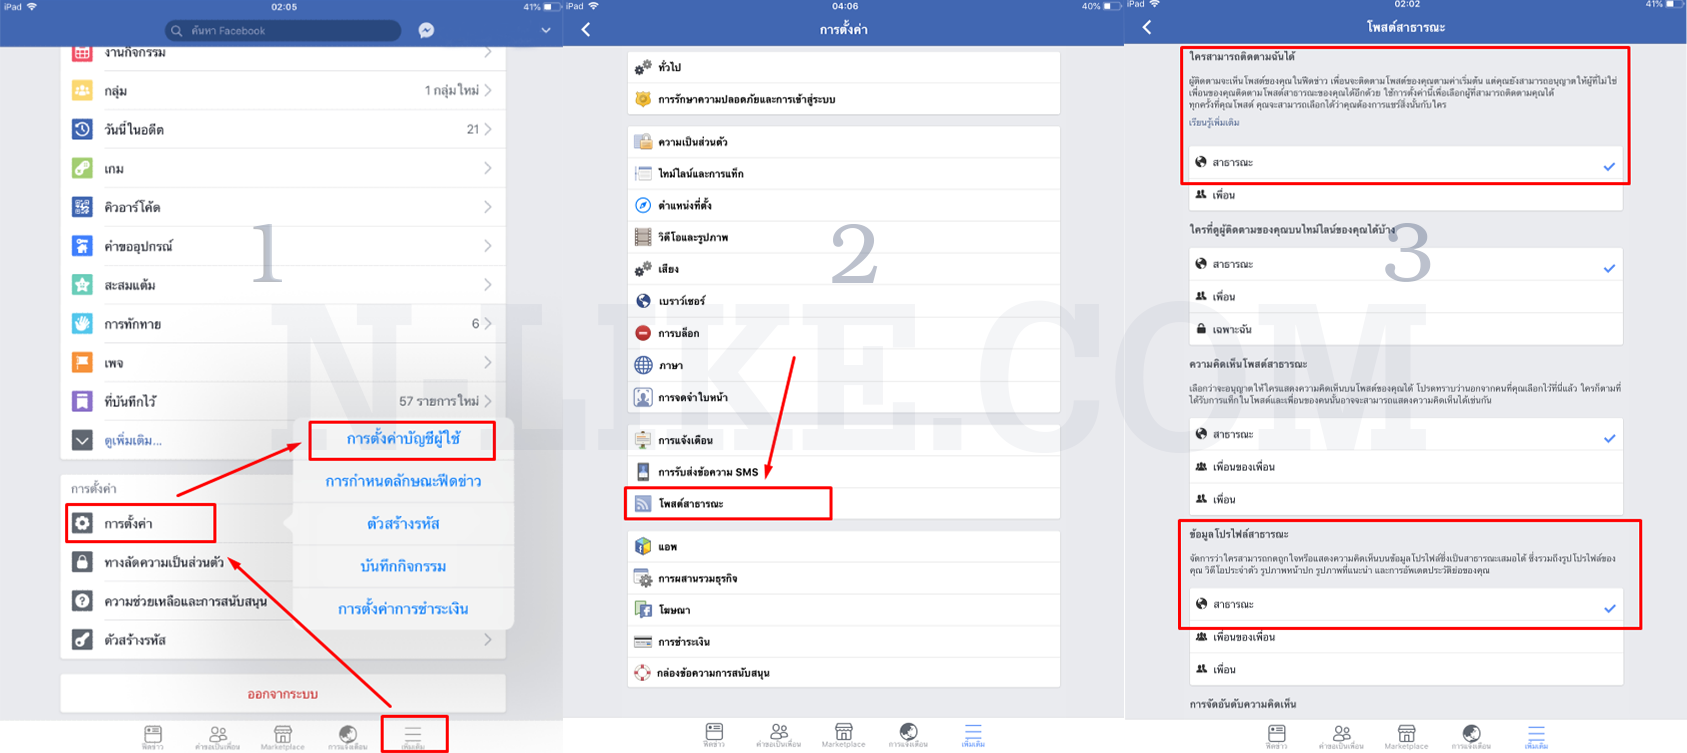 iPad
02:05
41%
ค้นหา Facebook
งานกิจกรรม
กลุ่ม
1 กลุ่มใหม่
วันนี้ในอดีต
21
เกม
คิวอาร์โค้ด
คำขออุปกรณ์
สะสมแต้ม
การทักทาย
6
เพจ
ที่บันทึกไว้
57 รายการใหม่
ดูเพิ่มเติม...
การตั้งค่า
การตั้งค่า
ทางลัดความเป็นส่วนตัว
ความช่วยเหลือและการสนับสนุน
ตัวสร้างรหัส
การตั้งค่าบัญชีผู้ใช้
การกำหนดลักษณะฟีดข่าว
ตัวสร้างรหัส
บันทึกกิจกรรม
การตั้งค่าการชำระเงิน
ออกจากระบบ
ฟีดข่าว
คำขอเป็นเพื่อน
Marketplace
การแจ้งเตือน
เพิ่มเติม
1
iPad
04:06
40%
การตั้งค่า
ทั่วไป
การรักษาความปลอดภัยและการเข้าสู่ระบบ
ความเป็นส่วนตัว
ไทม์ไลน์และการแท็ก
ตำแหน่งที่ตั้ง
วิดีโอและรูปภาพ
เสียง
เบราว์เซอร์
การบล็อก
ภาษา
การจดจำใบหน้า
การแจ้งเตือน
การรับส่งข้อความ SMS
โพสต์สาธารณะ
แอพ
การผสานรวมธุรกิจ
โฆษณา
การชำระเงิน
กล่องข้อความการสนับสนุน
ฟีดข่าว
คำขอเป็นเพื่อน
Marketplace
การแจ้งเตือน
เพิ่มเติม
2
iPad
02:02
41%
โพสต์สาธารณะ
ใครสามารถติดตามฉันได้
ผู้ติดตามจะเห็นโพสต์ของคุณในฟีดข่าว เพื่อนจะติดตามโพสต์ของคุณตามค่าเริ่มต้น แต่คุณยังสามารถอนุญาตให้ผู้ที่ไม่ใช่
เพื่อนของคุณติดตามโพสต์สาธารณะของคุณได้อีกด้วย ใช้การตั้งค่านี้เพื่อเลือกผู้ที่สามารถติดตามคุณได้
ทุกครั้งที่คุณโพสต์ คุณจะสามารถเลือกได้ว่าคุณต้องการแชร์สิ่งนั้นกับใคร
เรียนรู้เพิ่มเติม
สาธารณะ
เพื่อน
ใครที่ดูผู้ติดตามของคุณบนไทม์ไลน์ของคุณได้บ้าง
สาธารณะ
เพื่อน
เฉพาะฉัน
ความคิดเห็นโพสต์สาธารณะ
เลือกว่าจะอนุญาตให้ใครแสดงความคิดเห็นบนโพสต์ของคุณได้ โปรดทราบว่านอกจากคนที่คุณเลือกไว้ที่นี่แล้ว ใครก็ตามที่
ได้รับการแท็กในโพสต์และเพื่อนของคนนั้นอาจจะสามารถแสดงความคิดเห็นได้เช่นกัน
สาธารณะ
เพื่อนของเพื่อน
เพื่อน
ข้อมูลโปรไฟล์สาธารณะ
จัดการว่าใครสามารถกดถูกใจหรือแสดงความคิดเห็นบนข้อมูลโปรไฟล์ซึ่งเป็นสาธารณะเสมอได้ ซึ่งรวมถึงรูปโปรไฟล์ของ
คุณ วิดีโอประจำตัว รูปภาพหน้าปก รูปภาพที่แนะนำ และการอัพเดตประวัติย่อของคุณ
สาธารณะ
เพื่อนของเพื่อน
เพื่อน
การจัดอันดับความคิดเห็น
ฟีดข่าว
คำขอเป็นเพื่อน
Marketplace
การแจ้งเตือน
เพิ่มเติม
3
N-LIKE.COM